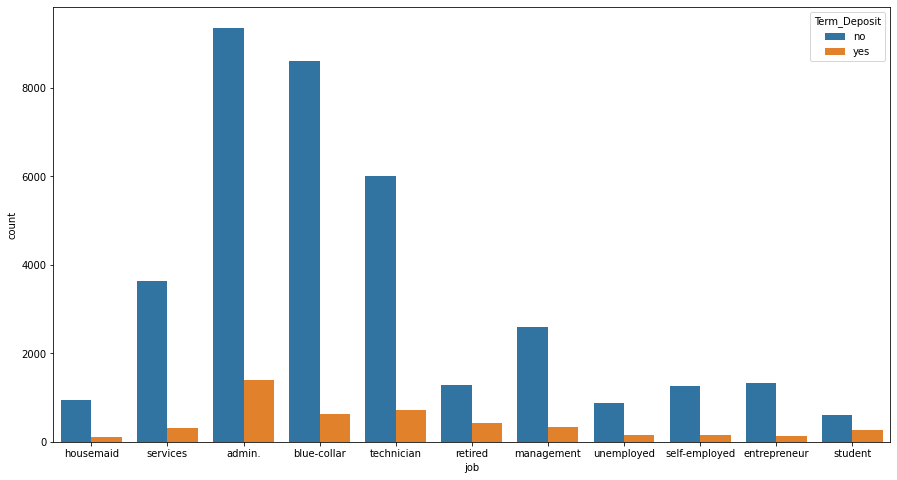 Term_Deposit
no
yes
8000
6000
4000
2000
0
count
housemaid services admin. blue-collar technician retired management unemployed self-employed entrepreneur student
job